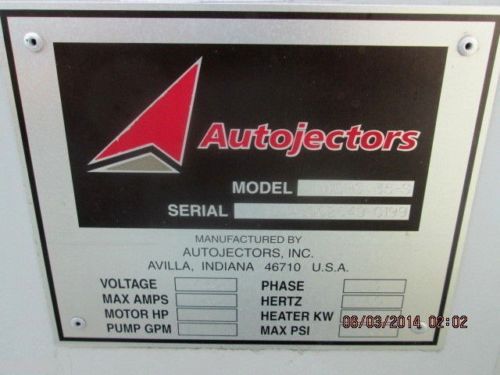 Autojectors
MODEL
SERIAL
MANUFACTURED BY
AUTOJECTORS, INC.
AVILLA, INDIANA 46710 U.S.A.
VOLTAGE PHASE
MAX AMPS HERTZ
MOTOR HP HEATER KW
PUMP GPM MAX PSI
06/03/2014 02:02